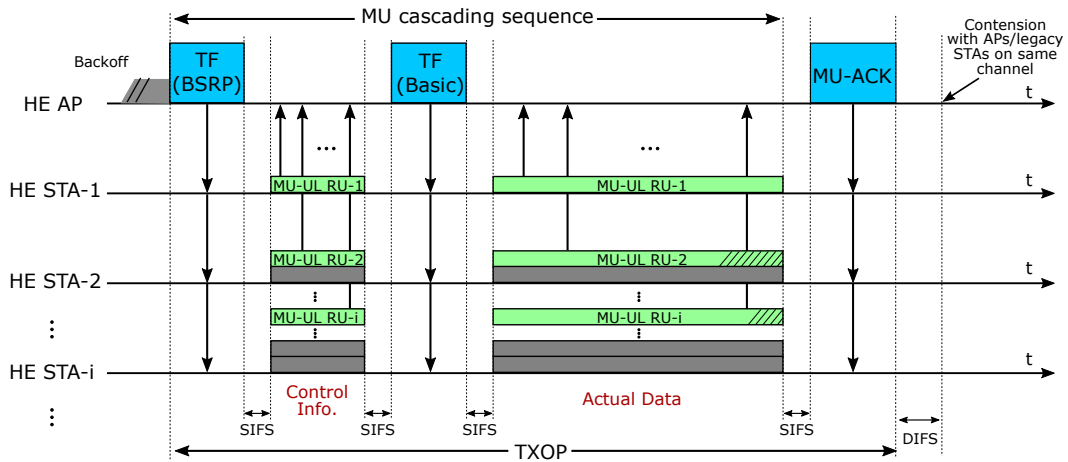 MU cascading sequence
Contension
with APs/legacy
STAs on same
channel
Backoff
TF
(BSRP)
TF
(Basic)
MU-ACK
HE AP
t
...
...
MU-UL RU-1
MU-UL RU-1
HE STA-1
t
MU-UL RU-2
MU-UL RU-2
HE STA-2
t
MU-UL RU-i
MU-UL RU-i
HE STA-i
t
Control
Info.
Actual Data
SIFS
SIFS
SIFS
SIFS
DIFS
TXOP